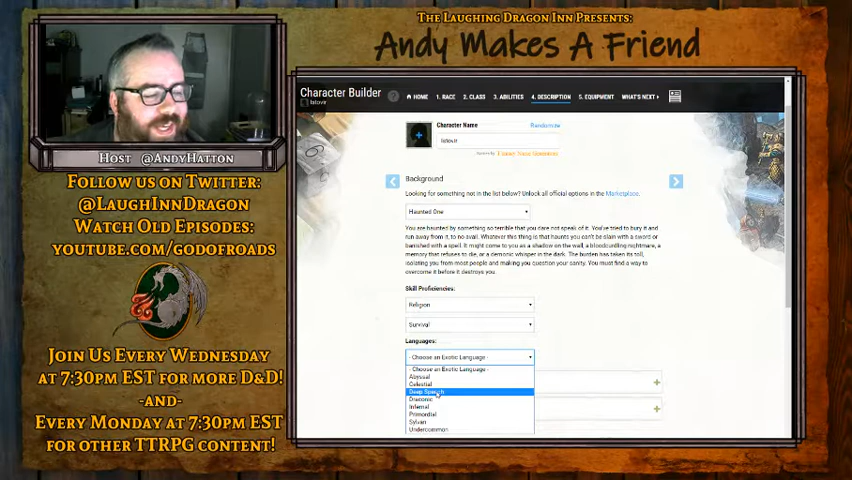 THE LAUGHING DRAGON INN PRESENTS:
Andy Makes A Friend
HOST @ANDYHATTON
FOLLOW US ON TWITTER:
@LAUGHINNDRAGON
WATCH OLD EPISODES:
YOUTUBE.COM/GODOFROADS
JOIN US EVERY WEDNESDAY
AT 7:30PM EST FOR MORE D&D!
-AND-
EVERY MONDAY AT 7:30PM EST
FOR OTHER TTRPG CONTENT!
Character Builder
? HOME 1. RACE 2. CLASS 3. ABILITIES 4. DESCRIPTION 5. EQUIPMENT WHAT'S NEXT
Character Name
Randomize
Fantasy Name Generators
Background
Looking for something not in the list below? Unlock all official options in the Marketplace.
Haunted One
You are haunted by something so terrible that you dare not speak of it. You've tried to bury it and
run away from it, to no avail. Whatever this thing is that haunts you can't be slain with a sword or
banished with a spell. It might come to you as a shadow on the wall, a bloodcurdling nightmare, a
memory that refuses to die, or a demonic whisper in the dark. The burden has taken its toll,
isolating you from most people and making you question your sanity. You must find a way to
overcome it before it destroys you.
Skill Proficiencies:
Religion
Survival
Languages:
- Choose an Exotic Language -
- Choose an Exotic Language -
Abyssal
Celestial
Deep Speech
Draconic
Infernal
Primordial
Sylvan
Undercommon